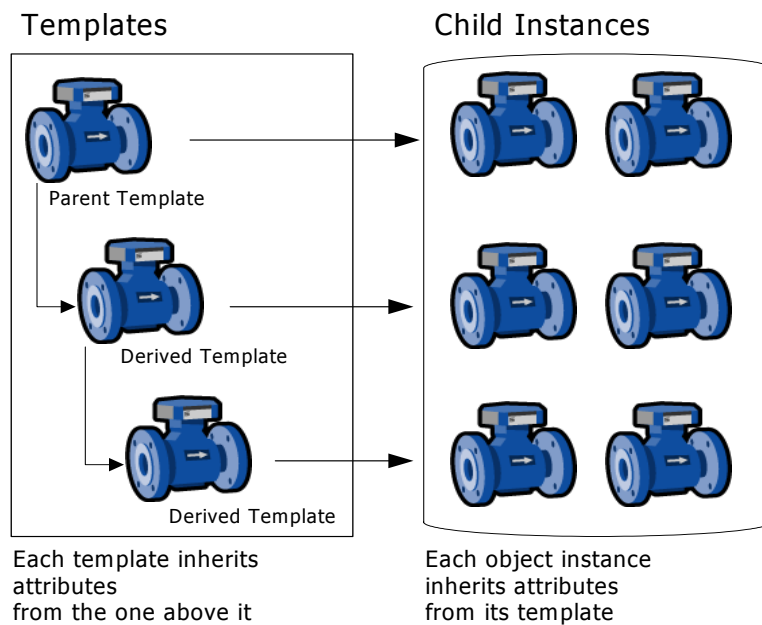 Templates
Child Instances
Parent Template
Derived Template
Derived Template
Each template inherits
attributes
from the one above it
Each object instance
inherits attributes
from its template